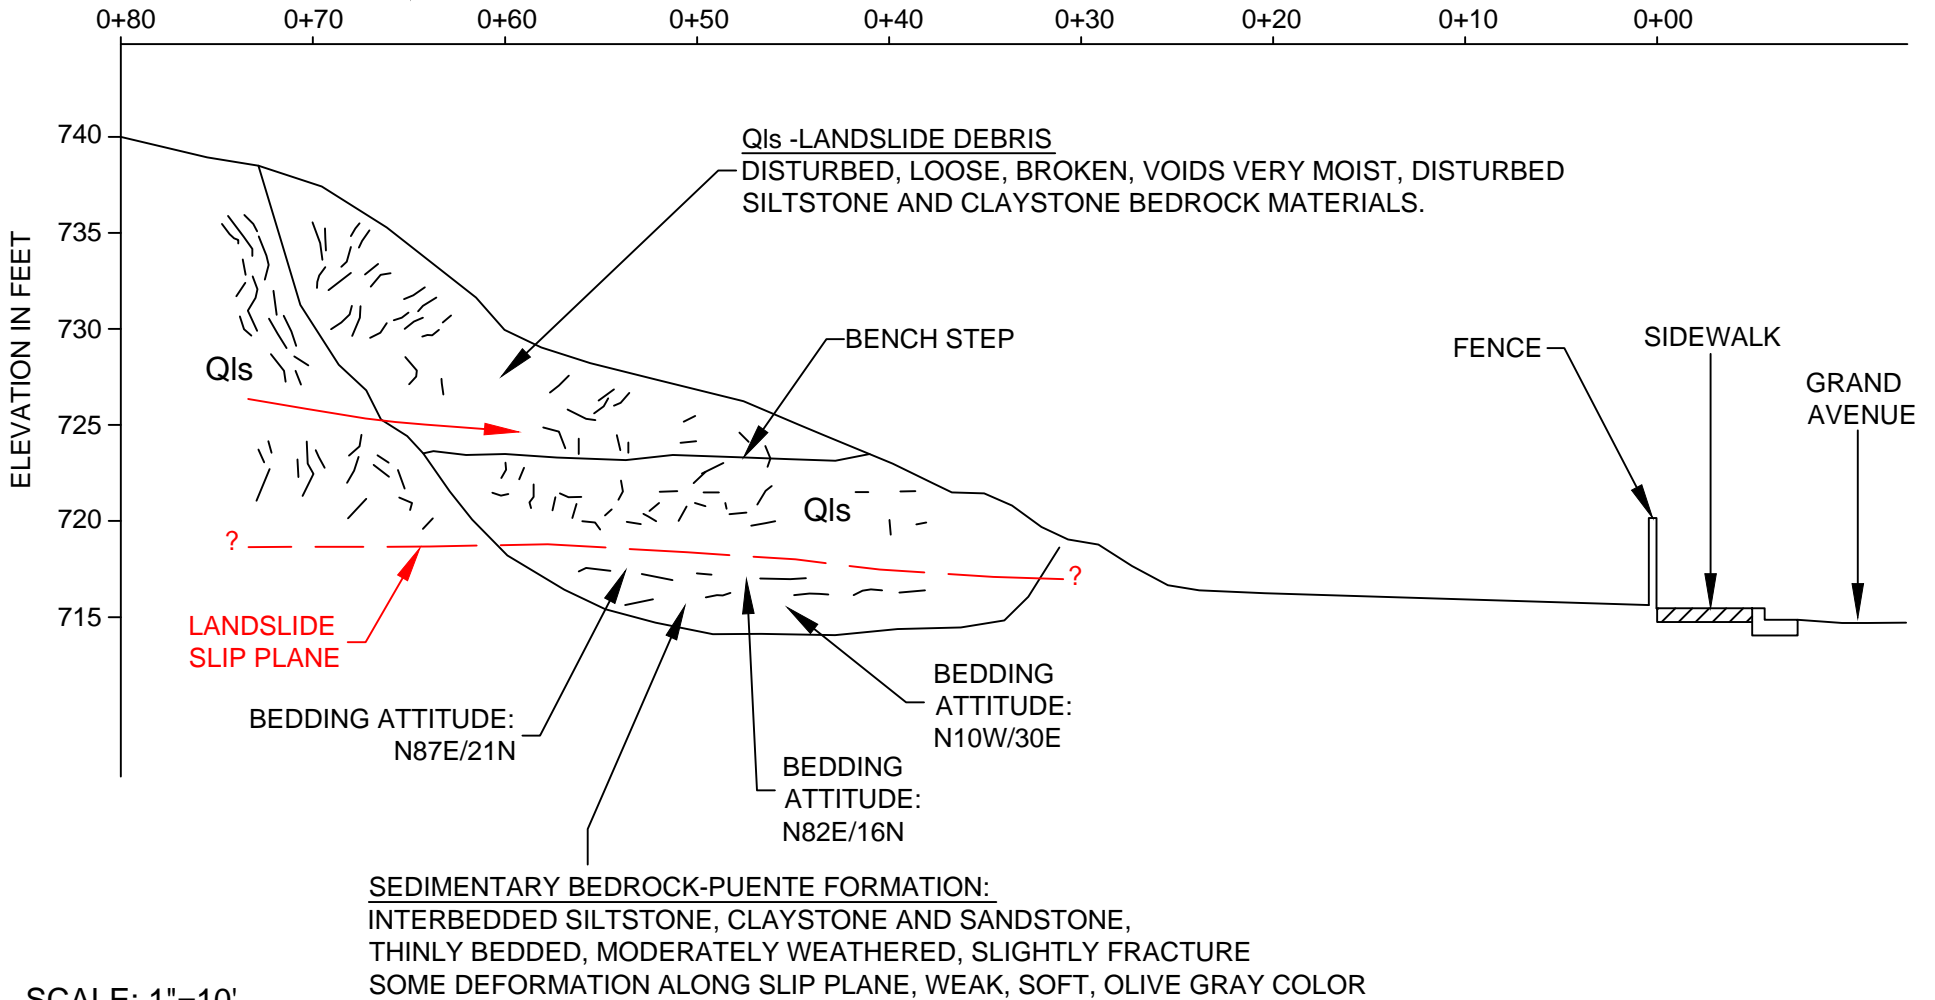 0+80 0+70 0+60 0+50 0+40 0+30 0+20 0+10 0+00
740
735
730
725
720
715
ELEVATION IN FEET
Qls -LANDSLIDE DEBRIS
DISTURBED, LOOSE, BROKEN, VOIDS VERY MOIST, DISTURBED
SILTSTONE AND CLAYSTONE BEDROCK MATERIALS.
BENCH STEP
FENCE
SIDEWALK
GRAND
AVENUE
Qls
Qls
?
?
LANDSLIDE
SLIP PLANE
BEDDING ATTITUDE:
N87E/21N
BEDDING
ATTITUDE:
N82E/16N
BEDDING
ATTITUDE:
N10W/30E
SEDIMENTARY BEDROCK-PUENTE FORMATION:
INTERBEDDED SILTSTONE, CLAYSTONE AND SANDSTONE,
THINLY BEDDED, MODERATELY WEATHERED, SLIGHTLY FRACTURE
SOME DEFORMATION ALONG SLIP PLANE, WEAK, SOFT, OLIVE GRAY COLOR
SCALE: 1"=10'